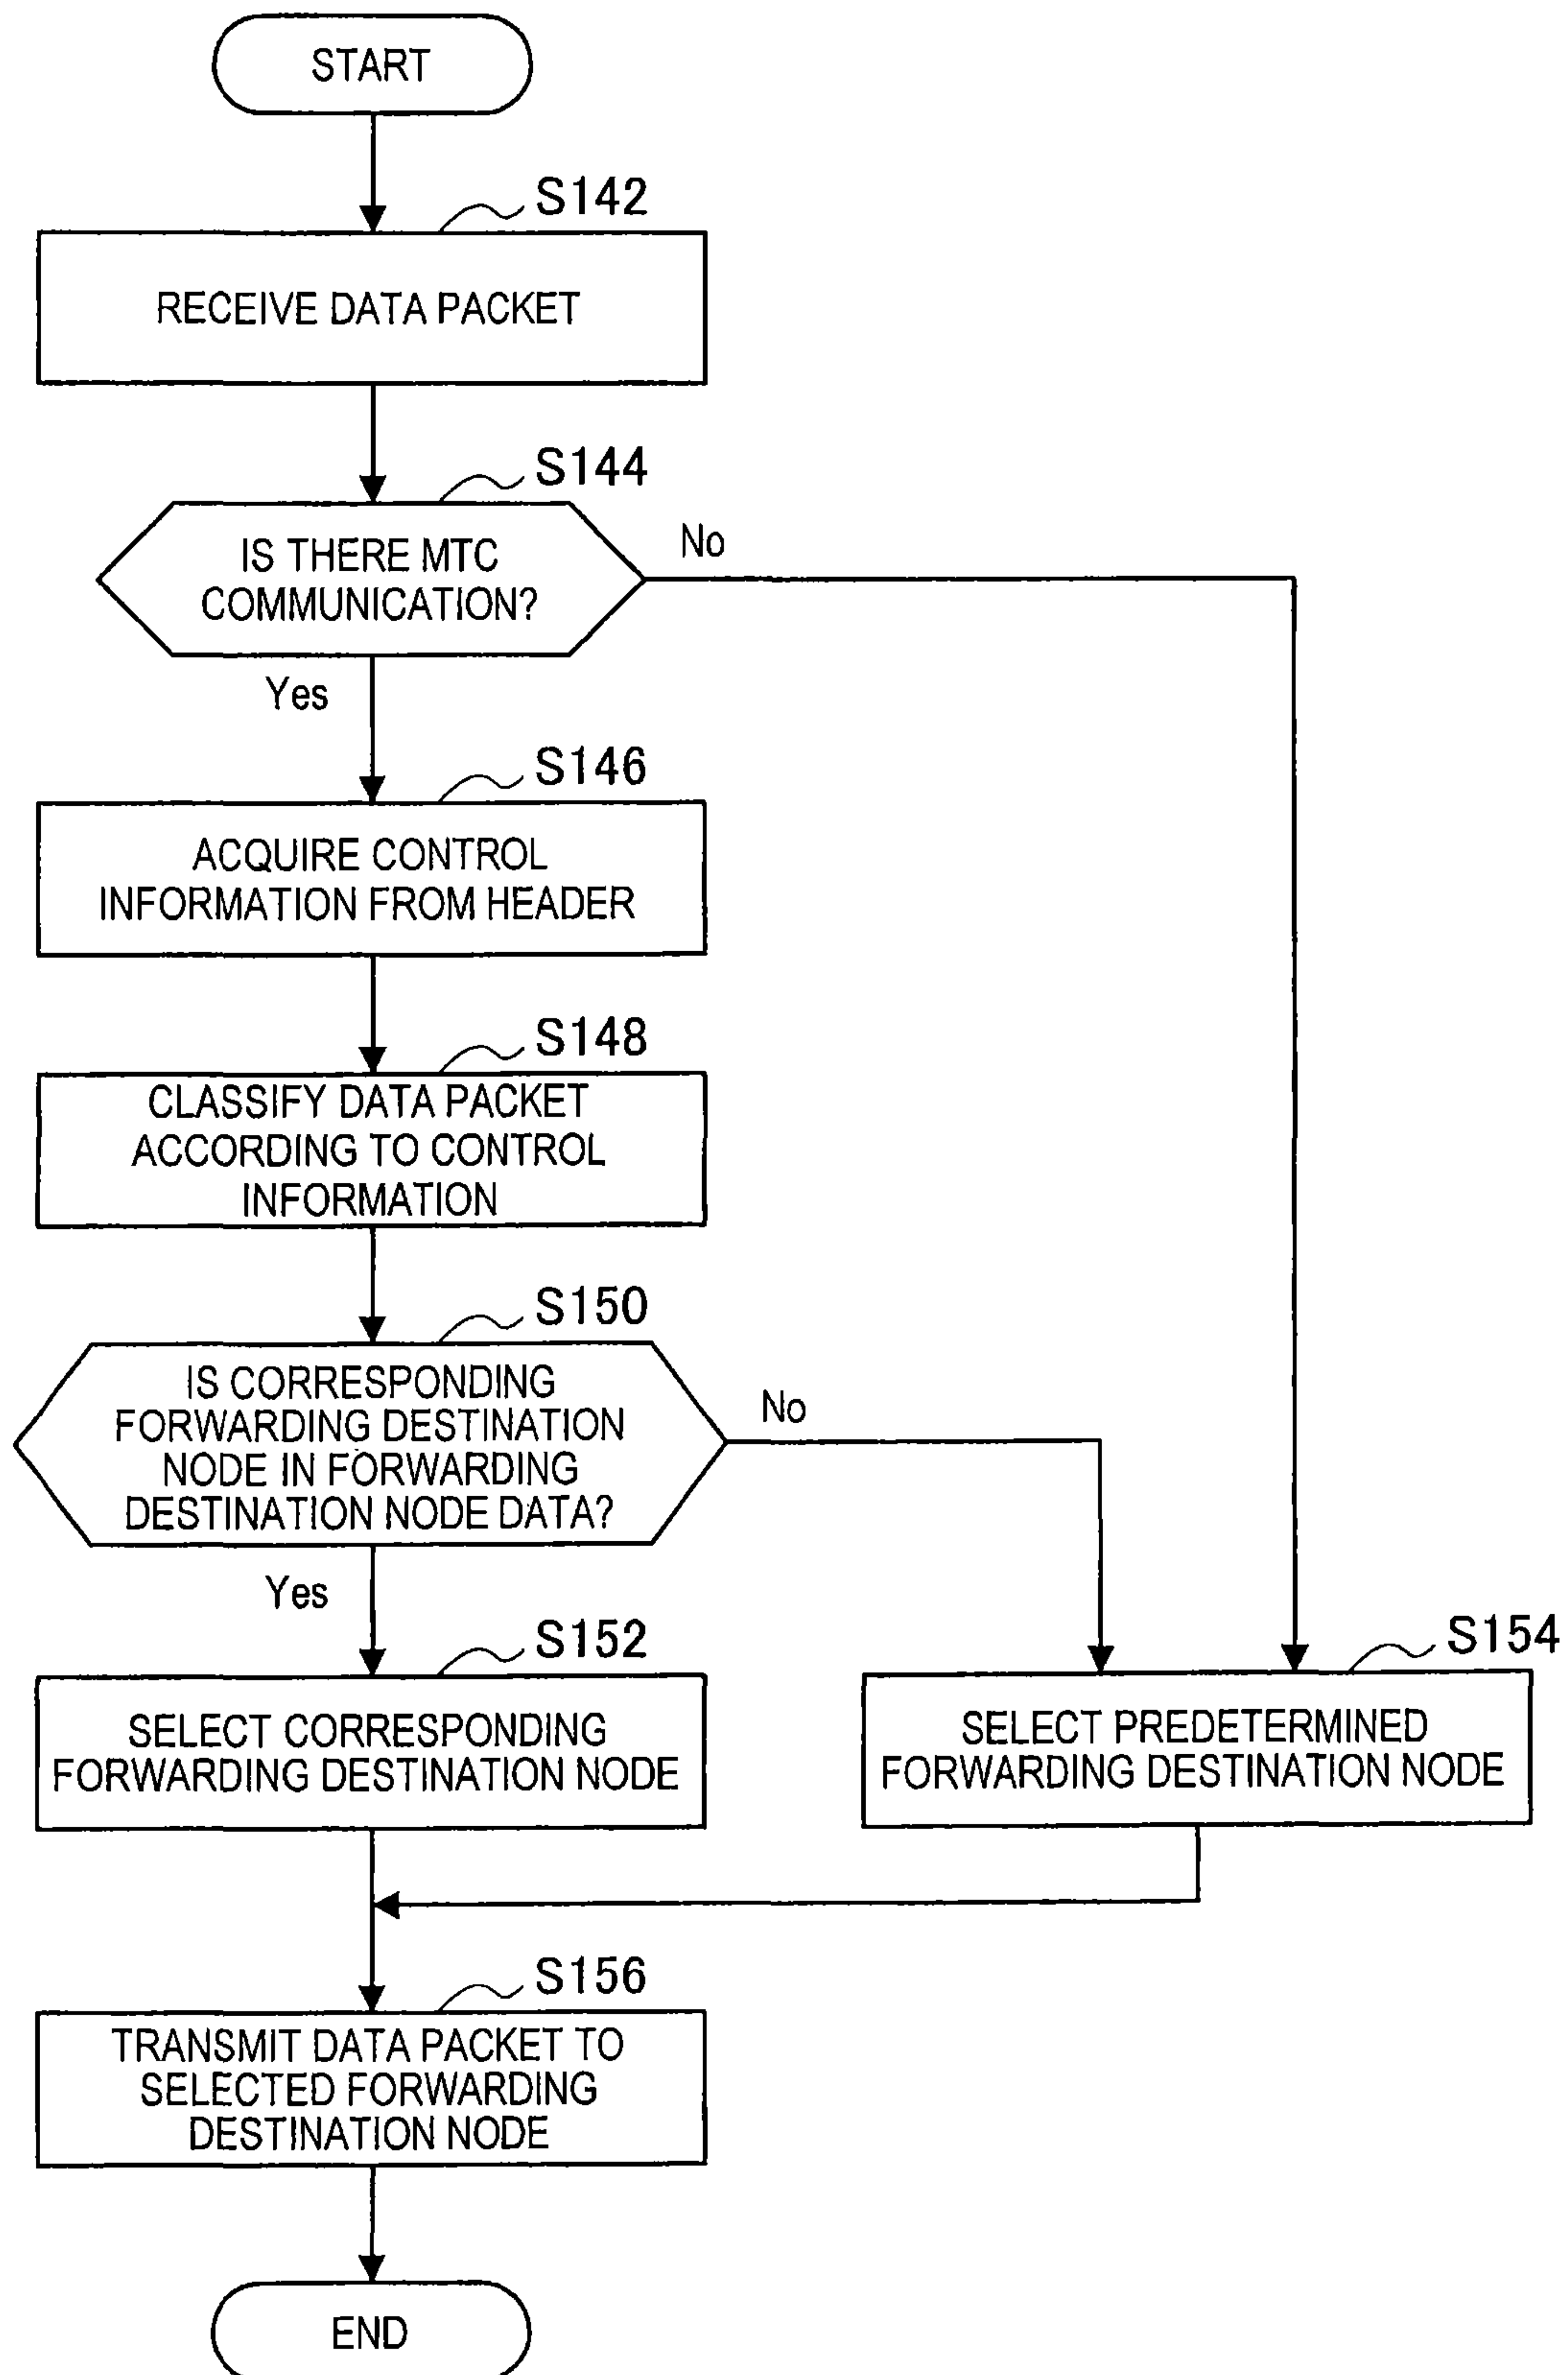 START
S142
RECEIVE DATA PACKET
S144
IS THERE MTC
COMMUNICATION?
No
Yes
S146
ACQUIRE CONTROL
INFORMATION FROM HEADER
S148
CLASSIFY DATA PACKET
ACCORDING TO CONTROL
INFORMATION
S150
IS CORRESPONDING
FORWARDING DESTINATION
NODE IN FORWARDING
DESTINATION NODE DATA?
No
Yes
S152
SELECT CORRESPONDING
FORWARDING DESTINATION NODE
S154
SELECT PREDETERMINED
FORWARDING DESTINATION NODE
S156
TRANSMIT DATA PACKET TO
SELECTED FORWARDING
DESTINATION NODE
END